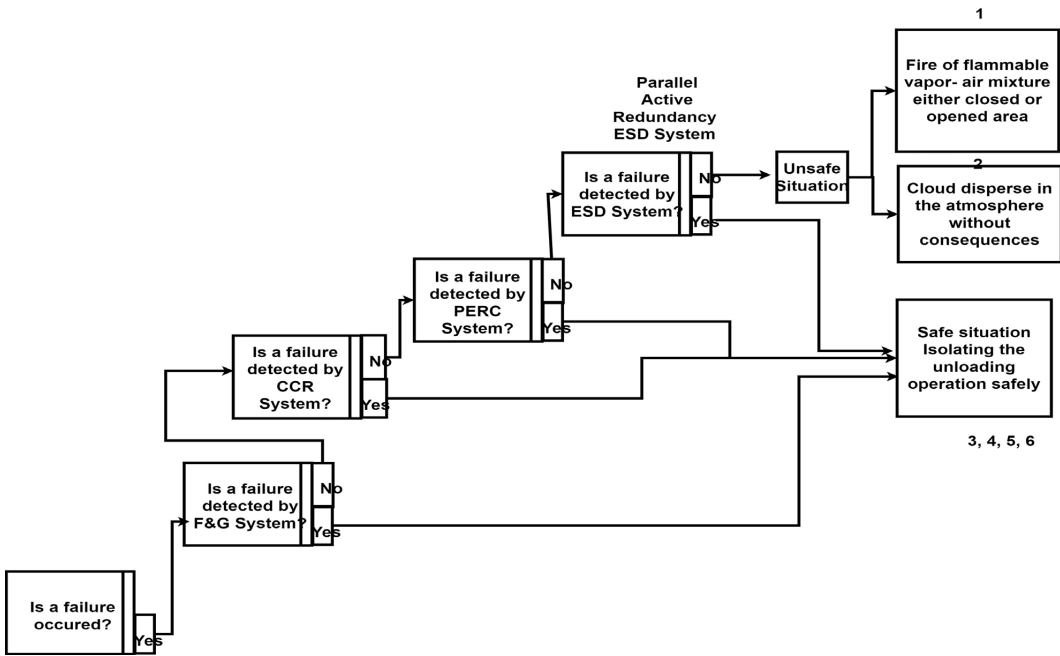 1
Fire of flammable
vapor- air mixture
either closed or
opened area
Parallel
Active
Redundancy
ESD System
Is a failure
detected by
ESD System?
No
Yes
Unsafe
Situation
2
Cloud disperse in
the atmosphere
without
consequences
Is a failure
detected by
PERC
System?
No
Yes
Safe situation
Isolating the
unloading
operation safely
3, 4, 5, 6
Is a failure
detected by
CCR
System?
No
Yes
Is a failure
detected by
F&G System?
No
Yes
Is a failure
occured?
Yes